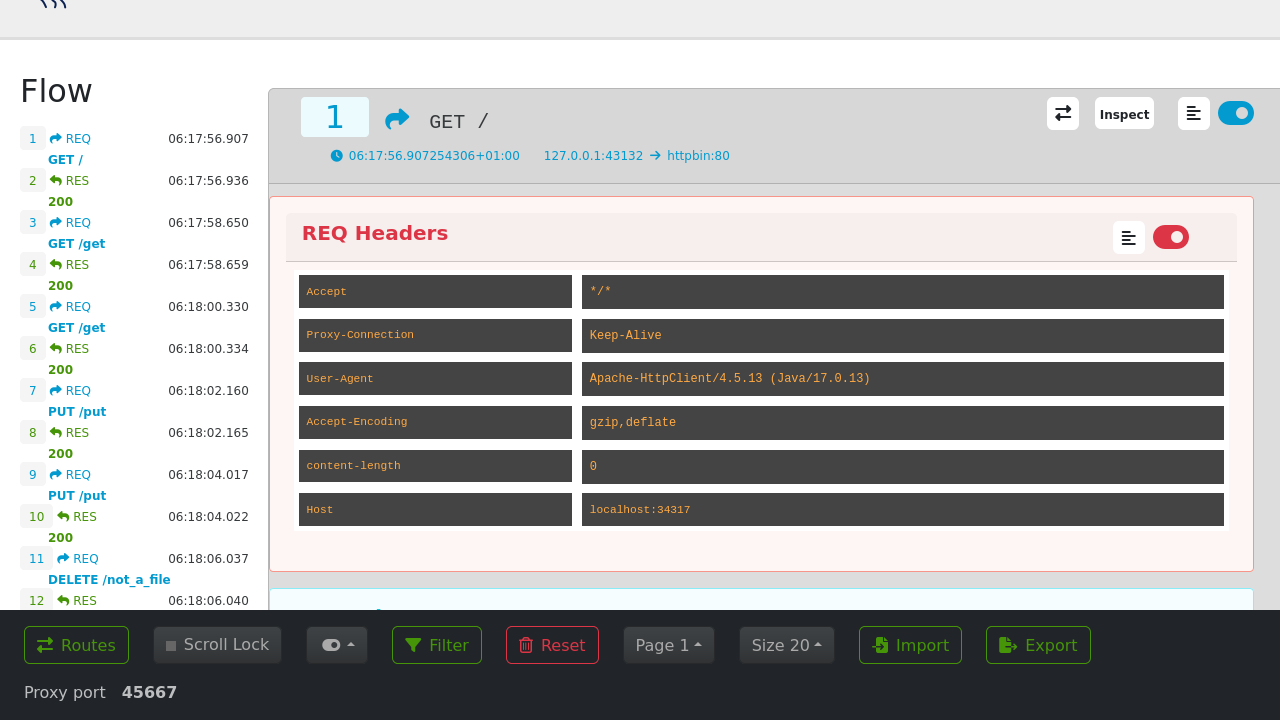 Flow
1 REQ 06:17:56.907
GET /
2 RES 06:17:56.936
200
3 REQ 06:17:58.650
GET /get
4 RES 06:17:58.659
200
5 REQ 06:18:00.330
GET /get
6 RES 06:18:00.334
200
7 REQ 06:18:02.160
PUT /put
8 RES 06:18:02.165
200
9 REQ 06:18:04.017
PUT /put
10 RES 06:18:04.022
200
11 REQ 06:18:06.037
DELETE /not_a_file
12 RES 06:18:06.040
1 GET / Inspect
06:17:56.907254306+01:00 127.0.0.1:43132 httpbin:80
REQ Headers
Accept */*
Proxy-Connection Keep-Alive
User-Agent Apache-HttpClient/4.5.13 (Java/17.0.13)
Accept-Encoding gzip,deflate
content-length 0
Host localhost:34317
Routes Scroll Lock Filter Reset Page 1 Size 20 Import Export
Proxy port 45667